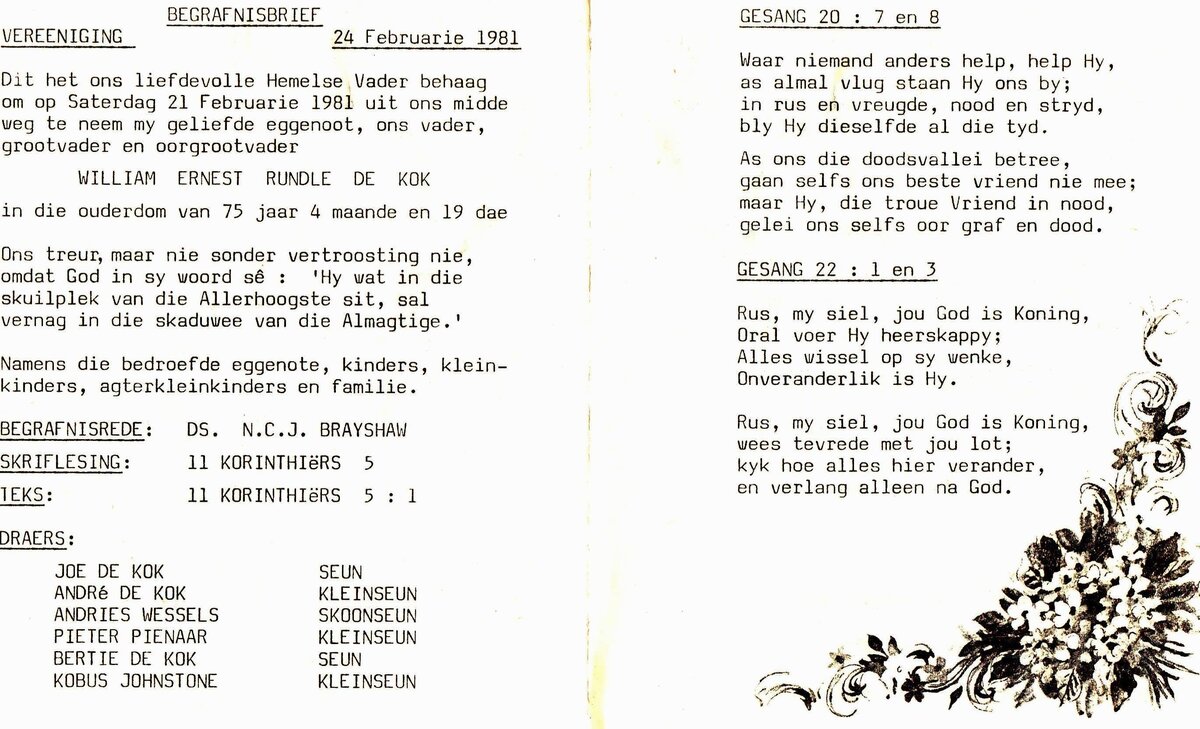 BEGRAFNISBRIEF
VEREENIGING 24 Februarie 1981
Dit het ons liefdevolle Hemelse Vader behaag
om op Saterdag 21 Februarie 1981 uit ons midde
weg te neem my geliefde eggenoot, ons vader,
grootvader en oorgrootvader
WILLIAM ERNEST RUNDLE DE KOK
in die ouderdom van 75 jaar 4 maande en 19 dae
Ons treur, maar nie sonder vertroosting nie,
omdat God in sy woord sê : 'Hy wat in die
skuilplek van die Allerhoogste sit, sal
vernag in die skaduwee van die Almagtige.'
Namens die bedroefde eggenote, kinders, klein-
kinders, agterkleinkinders en familie.
BEGRAFNISREDE: DS. N.C.J. BRAYSHAW
SKRIFLESING: 11 KORINTHIëRS 5
TEKS: 11 KORINTHIëRS 5 : 1
DRAERS:
JOE DE KOK SEUN
ANDRé DE KOK KLEINSEUN
ANDRIES WESSELS SKOONSEUN
PIETER PIENAAR KLEINSEUN
BERTIE DE KOK SEUN
KOBUS JOHNSTONE KLEINSEUN
GESANG 20 : 7 en 8
Waar niemand anders help, help Hy,
as almal vlug staan Hy ons by;
in rus en vreugde, nood en stryd,
bly Hy dieselfde al die tyd.
As ons die doodsvallei betree,
gaan selfs ons beste vriend nie mee;
maar Hy, die troue Vriend in nood,
gelei ons selfs oor graf en dood.
GESANG 22 : 1 en 3
Rus, my siel, jou God is Koning,
Oral voer Hy heerskappy;
Alles wissel op sy wenke,
Onveranderlik is Hy.
Rus, my siel, jou God is Koning,
wees tevrede met jou lot;
kyk hoe alles hier verander,
en verlang alleen na God.